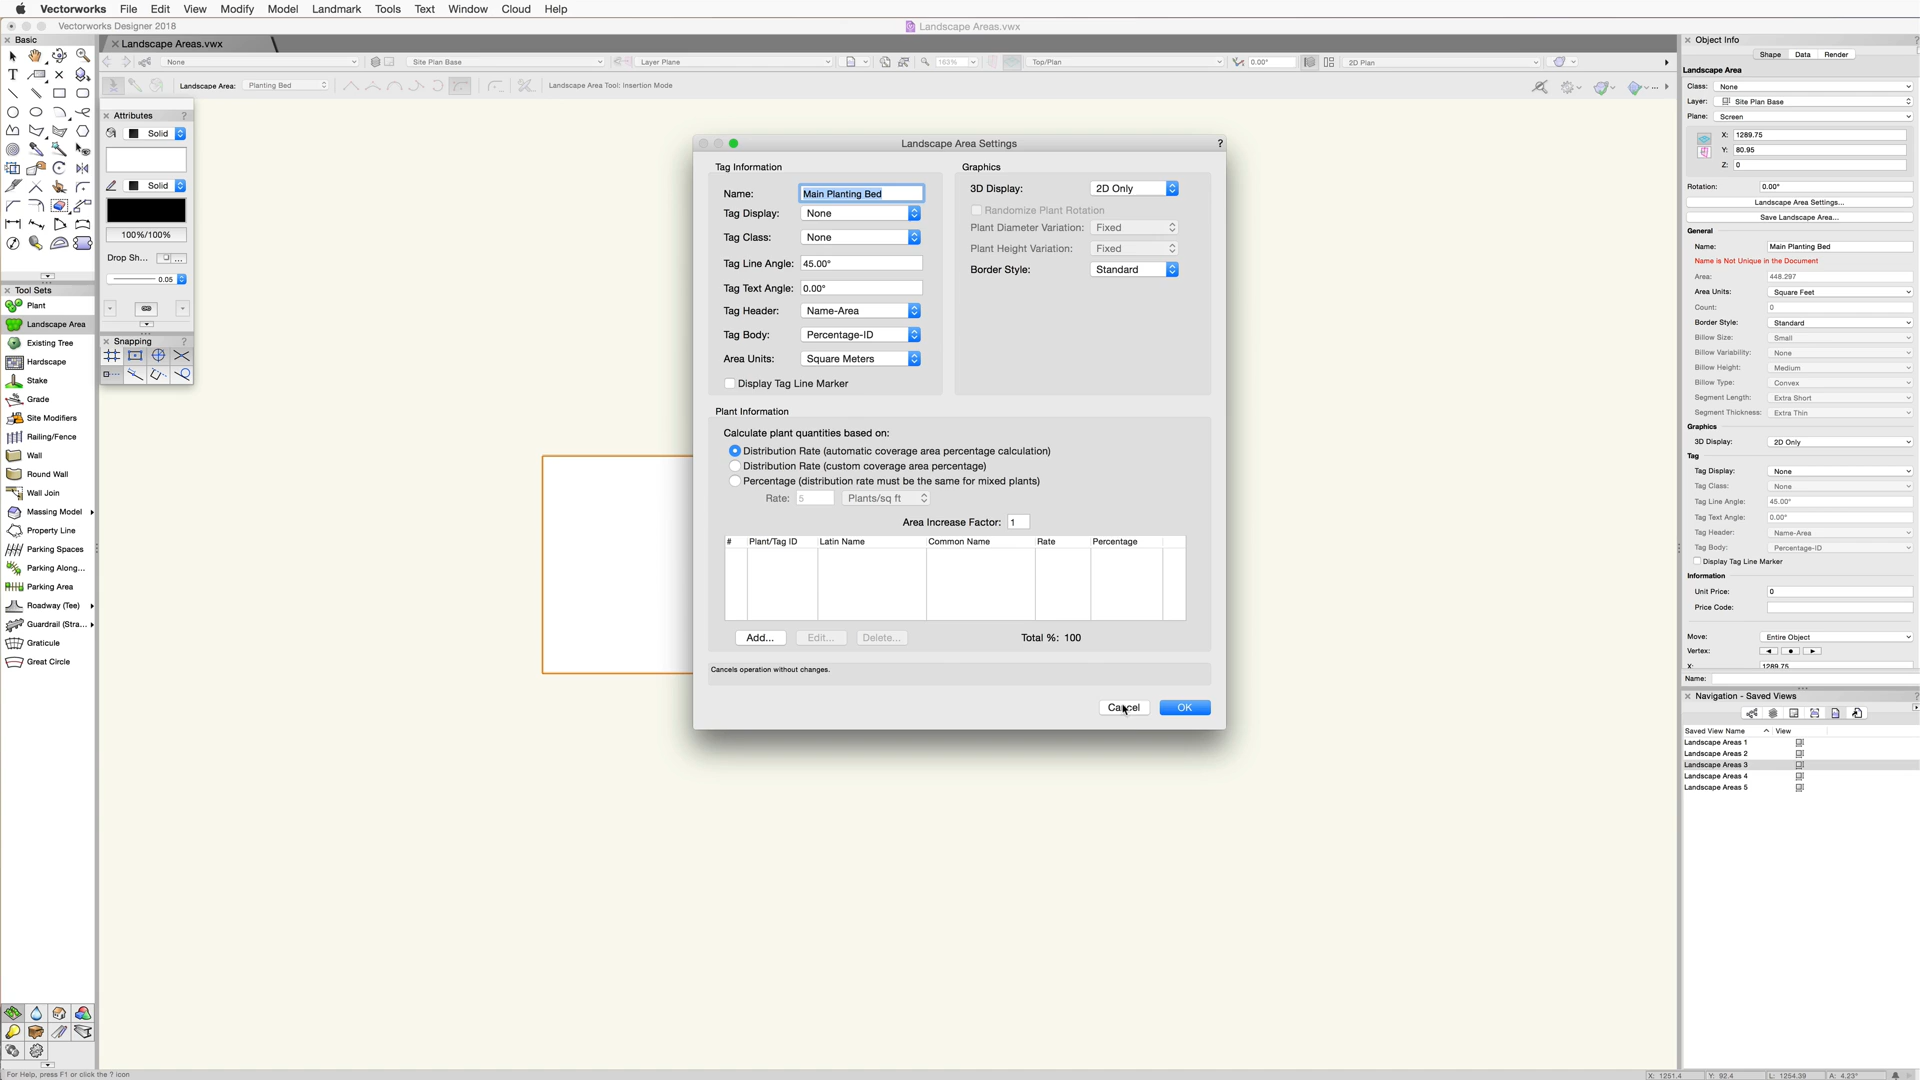 Vectorworks File Edit View Modify Model Landmark Tools Text Window Cloud Help
Vectorworks Designer 2018
Landscape Areas.vwx
Basic
Landscape Areas.vwx
None
Site Plan Base
Layer Plane
163%
Top/Plan
0.00°
2D Plan
Landscape Area: Planting Bed
Landscape Area Tool: Insertion Mode
Attributes ?
Solid
Solid
100%/100%
Drop Sh...
0.05
Snapping ?
Tool Sets
Plant
Landscape Area
Existing Tree
Hardscape
Stake
Grade
Site Modifiers
Railing/Fence
Wall
Round Wall
Wall Join
Massing Model
Property Line
Parking Spaces
Parking Along...
Parking Area
Roadway (Tee)
Guardrail (Stra...
Graticule
Great Circle
For Help, press F1 or click the ? icon
Landscape Area Settings ?
Tag Information
Name: Main Planting Bed
Tag Display: None
Tag Class: None
Tag Line Angle: 45.00°
Tag Text Angle: 0.00°
Tag Header: Name-Area
Tag Body: Percentage-ID
Area Units: Square Meters
Display Tag Line Marker
Graphics
3D Display: 2D Only
Randomize Plant Rotation
Plant Diameter Variation: Fixed
Plant Height Variation: Fixed
Border Style: Standard
Plant Information
Calculate plant quantities based on:
Distribution Rate (automatic coverage area percentage calculation)
Distribution Rate (custom coverage area percentage)
Percentage (distribution rate must be the same for mixed plants)
Rate: 5 Plants/sq ft
Area Increase Factor: 1
# Plant/Tag ID Latin Name Common Name Rate Percentage
Add... Edit... Delete... Total %: 100
Cancels operation without changes.
Cancel OK
Object Info ?
Shape Data Render
Landscape Area
Class: None
Layer: Site Plan Base
Plane: Screen
X: 1289.75
Y: 80.95
Z: 0
Rotation: 0.00°
Landscape Area Settings...
Save Landscape Area...
General
Name: Main Planting Bed
Name is Not Unique in the Document
Area: 448.297
Area Units: Square Feet
Count: 0
Border Style: Standard
Billow Size: Small
Billow Variability: None
Billow Height: Medium
Billow Type: Convex
Segment Length: Extra Short
Segment Thickness: Extra Thin
Graphics
3D Display: 2D Only
Tag
Tag Display: None
Tag Class: None
Tag Line Angle: 45.00°
Tag Text Angle: 0.00°
Tag Header: Name-Area
Tag Body: Percentage-ID
Display Tag Line Marker
Information
Unit Price: 0
Price Code:
Move: Entire Object
Vertex:
X: 1289.75
Name:
Navigation - Saved Views ?
Saved View Name View
Landscape Areas 1
Landscape Areas 2
Landscape Areas 3
Landscape Areas 4
Landscape Areas 5
X: 1251.4 Y: 92.4 L: 1254.39 A: 4.23°